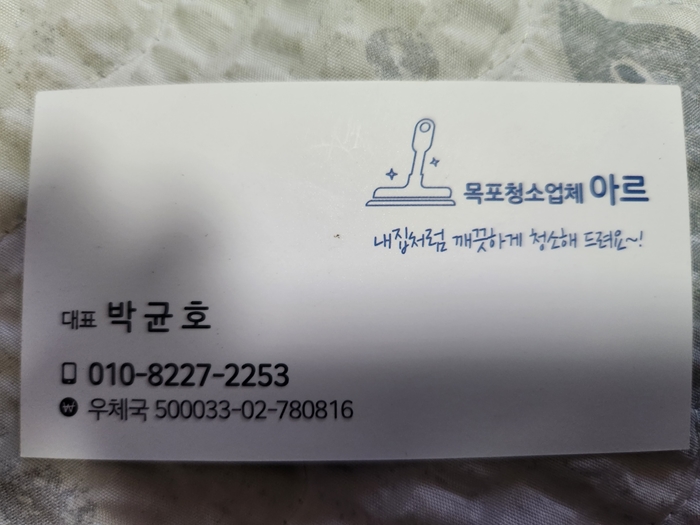 목포청소업체 아르
내집처럼 깨끗하게 청소해 드려요~!
대표 박균호
010-8227-2253
우체국 500033-02-780816